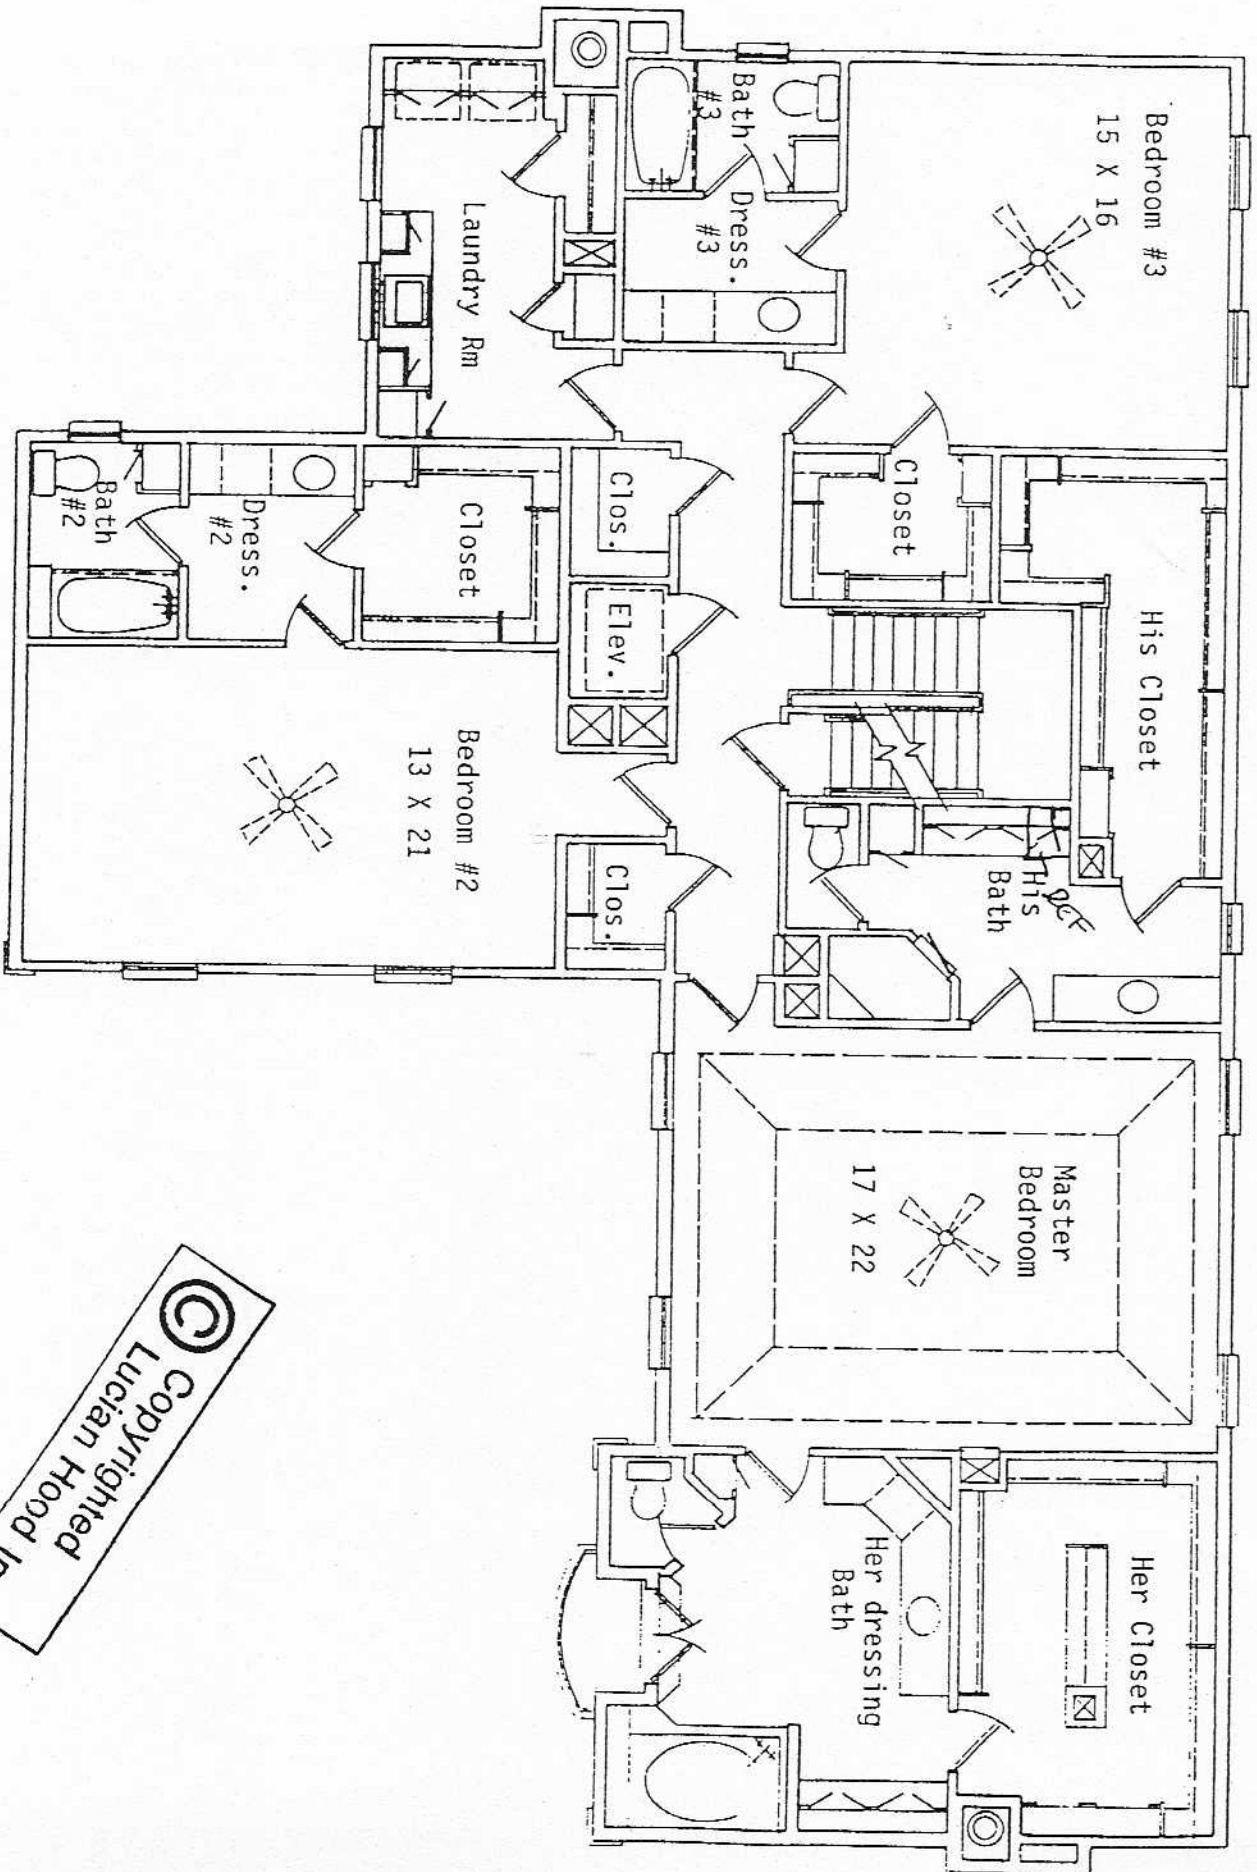 Bedroom #3
15 X 16
Bath
#3
Dress.
#3
Laundry Rm
Closet
His Closet
Clos.
Closet
Dress.
#2
Bath
#2
Elev.
Bedroom #2
13 X 21
Clos.
His
Bath
REF
Master
Bedroom
17 X 22
Her Closet
Her dressing
Bath
© Copyrighted
Lucian Hood